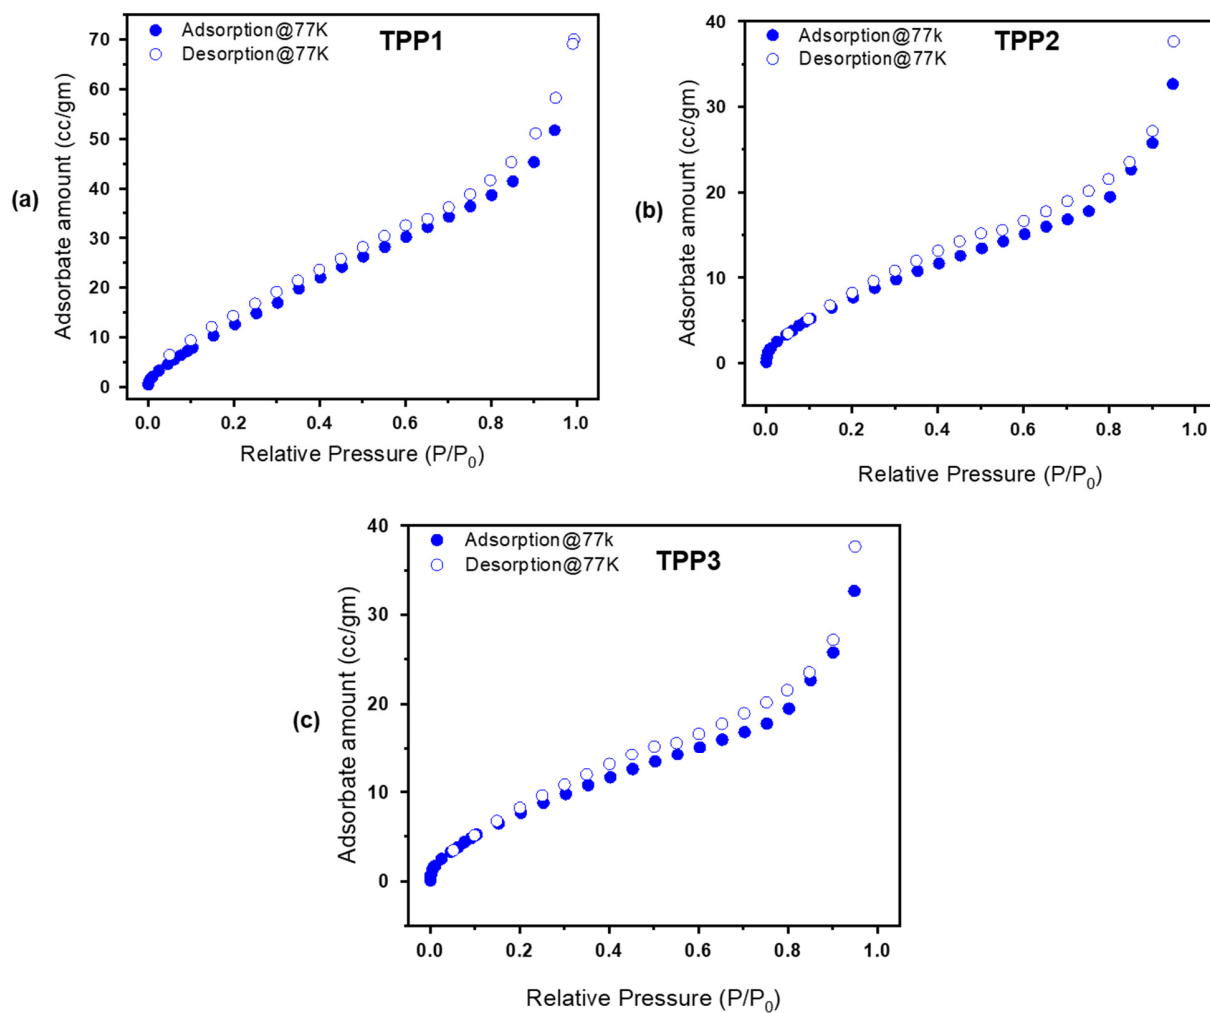 (a)
Adsorption@77K
Desorption@77K
TPP1
Adsorbate amount (cc/gm)
70
60
50
40
30
20
10
0
0.0 0.2 0.4 0.6 0.8 1.0
Relative Pressure (P/P0)
(b)
Adsorption@77k
Desorption@77K
TPP2
Adsorbate amount (cc/gm)
40
30
20
10
0
0.0 0.2 0.4 0.6 0.8 1.0
Relative Pressure (P/P0)
(c)
Adsorption@77k
Desorption@77K
TPP3
Adsorbate amount (cc/gm)
40
30
20
10
0
0.0 0.2 0.4 0.6 0.8 1.0
Relative Pressure (P/P0)